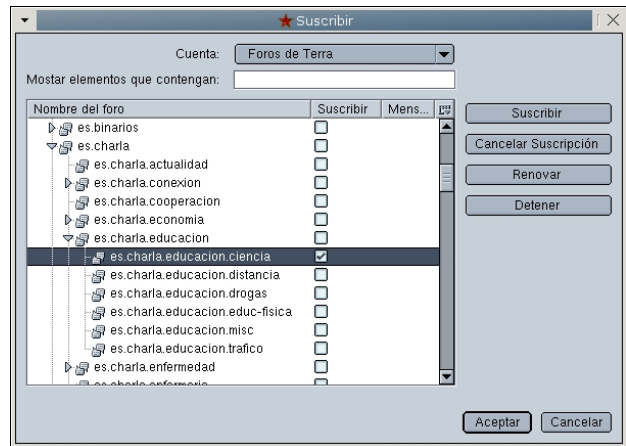 Suscribir
Cuenta: Foros de Terra
Mostar elementos que contengan:
Nombre del foro Suscribir Mens...
es.binarios
es.charla
es.charla.actualidad
es.charla.conexion
es.charla.cooperacion
es.charla.economia
es.charla.educacion
es.charla.educacion.ciencia
es.charla.educacion.distancia
es.charla.educacion.drogas
es.charla.educacion.educ-fisica
es.charla.educacion.misc
es.charla.educacion.trafico
es.charla.enfermedad
Suscribir
Cancelar Suscripción
Renovar
Detener
Aceptar Cancelar